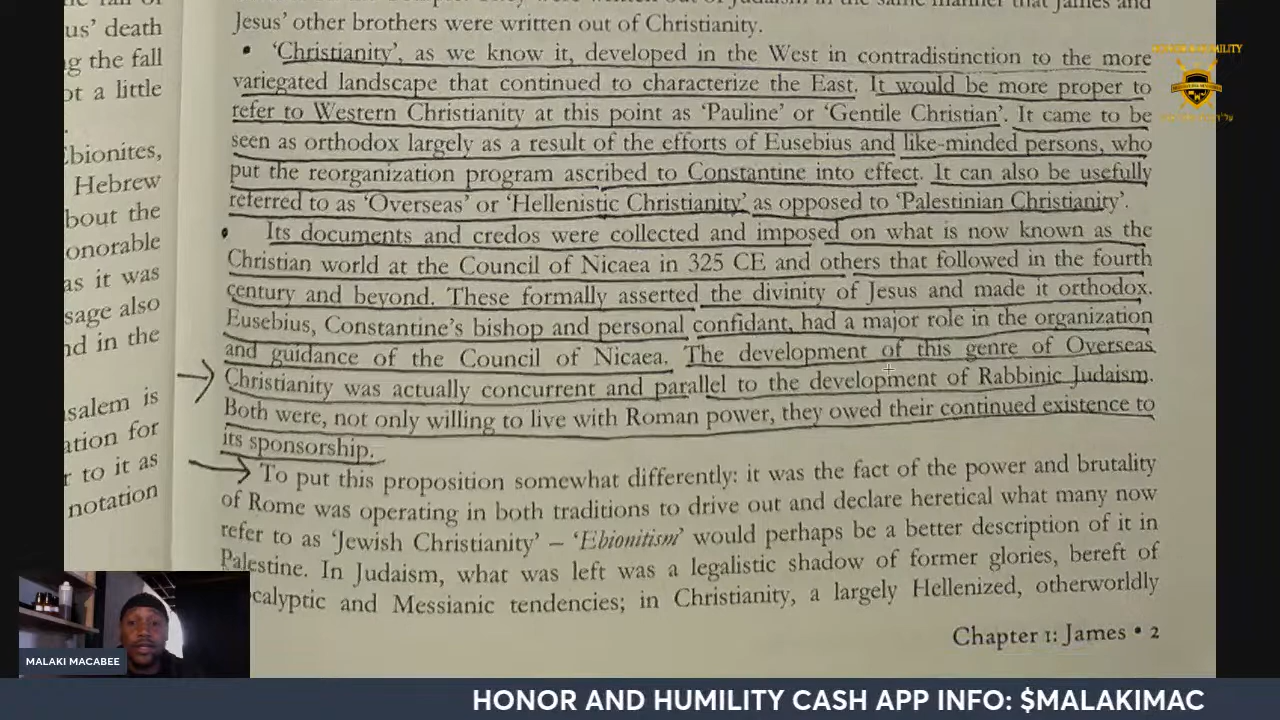 us' death
g the fall
ot a little
Ebionites,
Hebrew
bout the
onorable
as it was
sage also
nd in the
salem is
ation for
r to it as
notation
Jesus' other brothers were written out of Christianity.
• 'Christianity', as we know it, developed in the West in contradistinction to the more
variegated landscape that continued to characterize the East. It would be more proper to
refer to Western Christianity at this point as 'Pauline' or 'Gentile Christian'. It came to be
seen as orthodox largely as a result of the efforts of Eusebius and like-minded persons, who
put the reorganization program ascribed to Constantine into effect. It can also be usefully
referred to as 'Overseas' or 'Hellenistic Christianity' as opposed to 'Palestinian Christianity'.
• Its documents and credos were collected and imposed on what is now known as the
Christian world at the Council of Nicaea in 325 CE and others that followed in the fourth
century and beyond. These formally asserted the divinity of Jesus and made it orthodox.
Eusebius, Constantine's bishop and personal confidant, had a major role in the organization
and guidance of the Council of Nicaea. The development of this genre of Overseas
Christianity was actually concurrent and parallel to the development of Rabbinic Judaism.
Both were, not only willing to live with Roman power, they owed their continued existence to
its sponsorship.
To put this proposition somewhat differently: it was the fact of the power and brutality
of Rome was operating in both traditions to drive out and declare heretical what many now
refer to as 'Jewish Christianity' – 'Ebionitism' would perhaps be a better description of it in
Palestine. In Judaism, what was left was a legalistic shadow of former glories, bereft of
ocalyptic and Messianic tendencies; in Christianity, a largely Hellenized, otherworldly
Chapter 1: James • 2
MALAKI MACABEE
HONOR AND HUMILITY CASH APP INFO: $MALAKIMAC